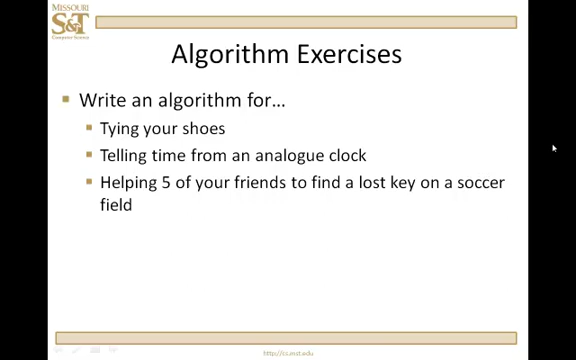 MISSOURI
S&T
Computer Science
Algorithm Exercises
Write an algorithm for…
Tying your shoes
Telling time from an analogue clock
Helping 5 of your friends to find a lost key on a soccer
field
http://cs.mst.edu